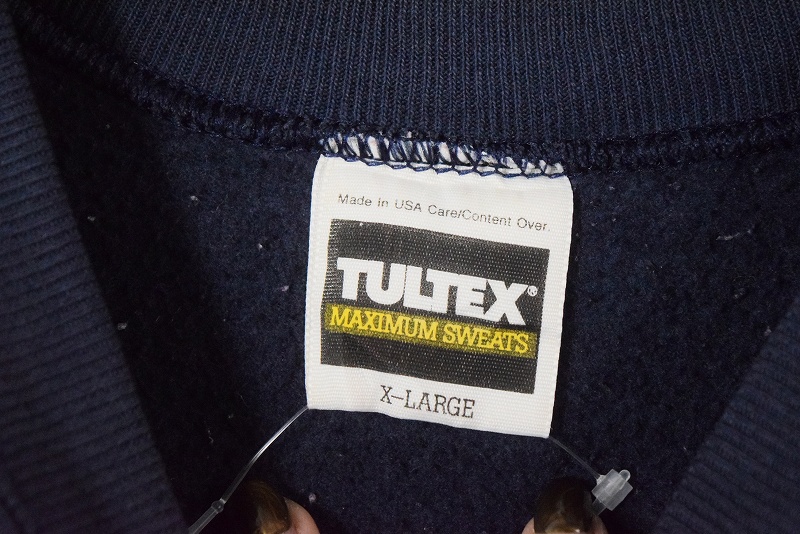 Made In USA Care/Content Over.
TULTEX®
MAXIMUM SWEATS
X-LARGE